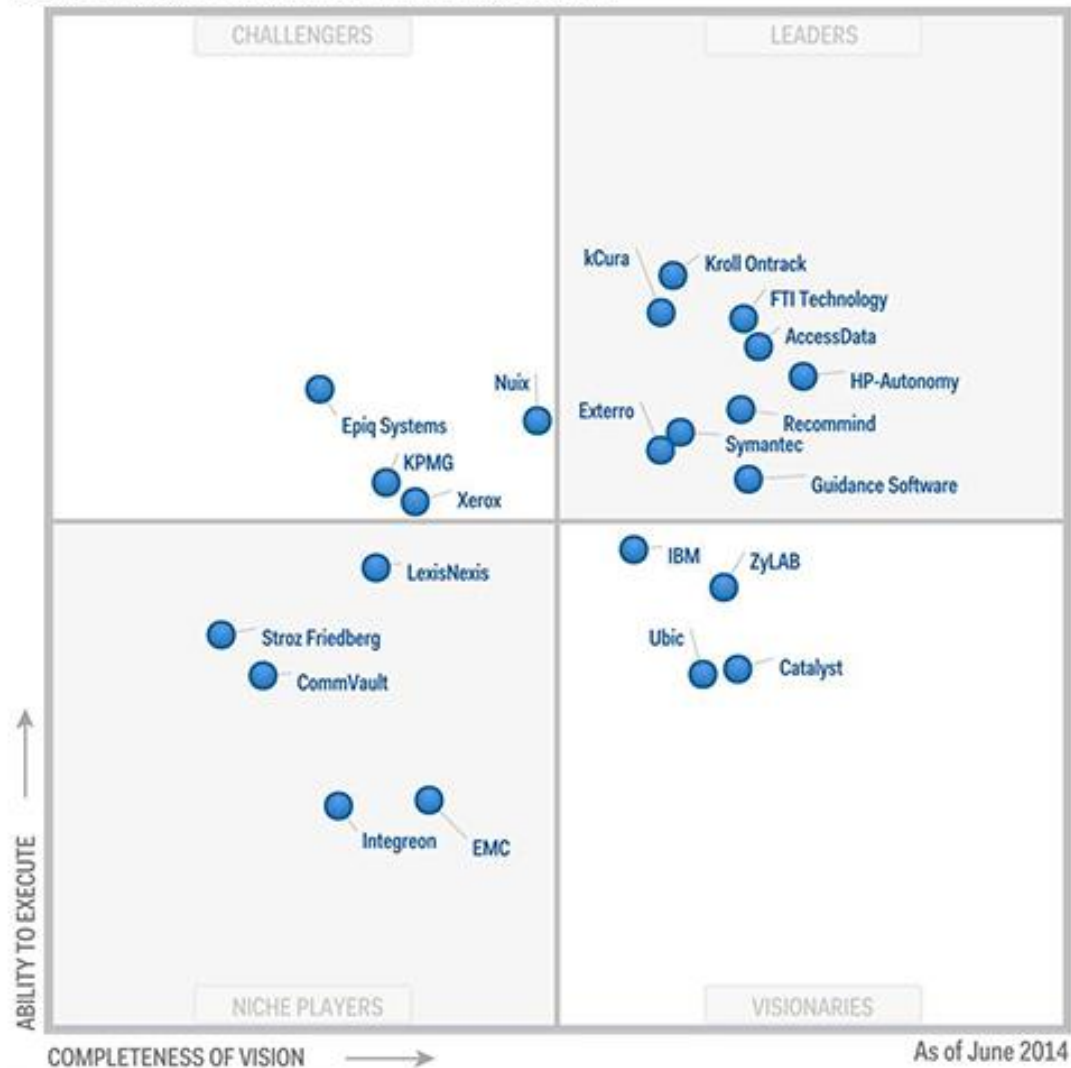 CHALLENGERS
LEADERS
kCura
Kroll Ontrack
FTI Technology
AccessData
HP-Autonomy
Nuix
Epiq Systems
Exterro
Recommind
Symantec
KPMG
Guidance Software
Xerox
IBM
ZyLAB
LexisNexis
Stroz Friedberg
Ubic
Catalyst
CommVault
Integreon
EMC
ABILITY TO EXECUTE
NICHE PLAYERS
VISIONARIES
COMPLETENESS OF VISION
As of June 2014